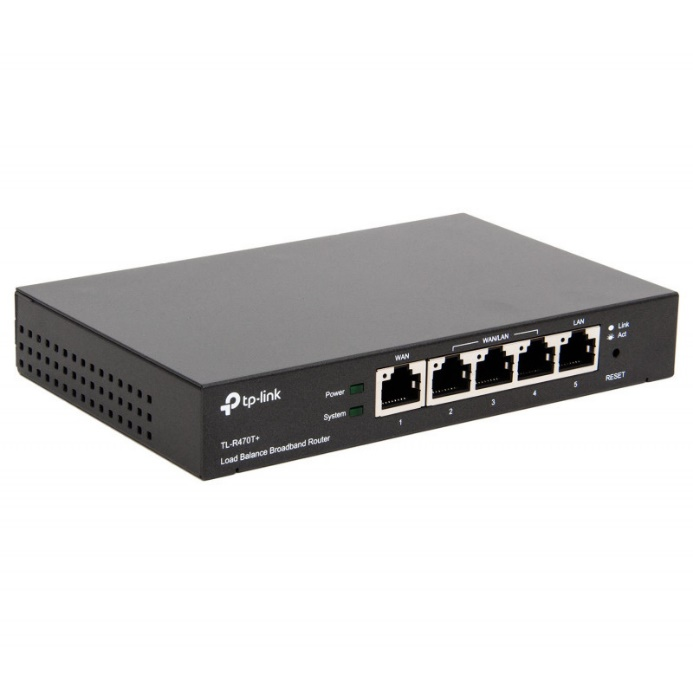 tp-link
TL-R470T+
Load Balance Broadband Router
Power
System
WAN
WAN/LAN
LAN
1
2
3
4
5
Link
Act
RESET